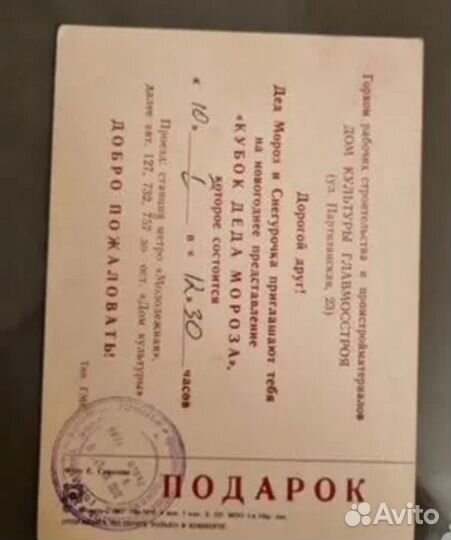 Горком рабочих строительства и промстройматериалов
ДОМ КУЛЬТУРЫ ГЛАВМОССТРОЯ
(ул. Партизанская, 23)
Дорогой друг!
Дед Мороз и Снегурочка приглашают тебя
на новогоднее представление
«КУБОК ДЕДА МОРОЗА»,
которое состоится
« 10 » I в « 12.30 часов
Проезд: станция метро «Молодежная»,
далее авт. 127, 732, 757 до ост. «Дом культуры»
ДОБРО ПОЖАЛОВАТЬ!
Тип.
ПОДАРОК
Avito